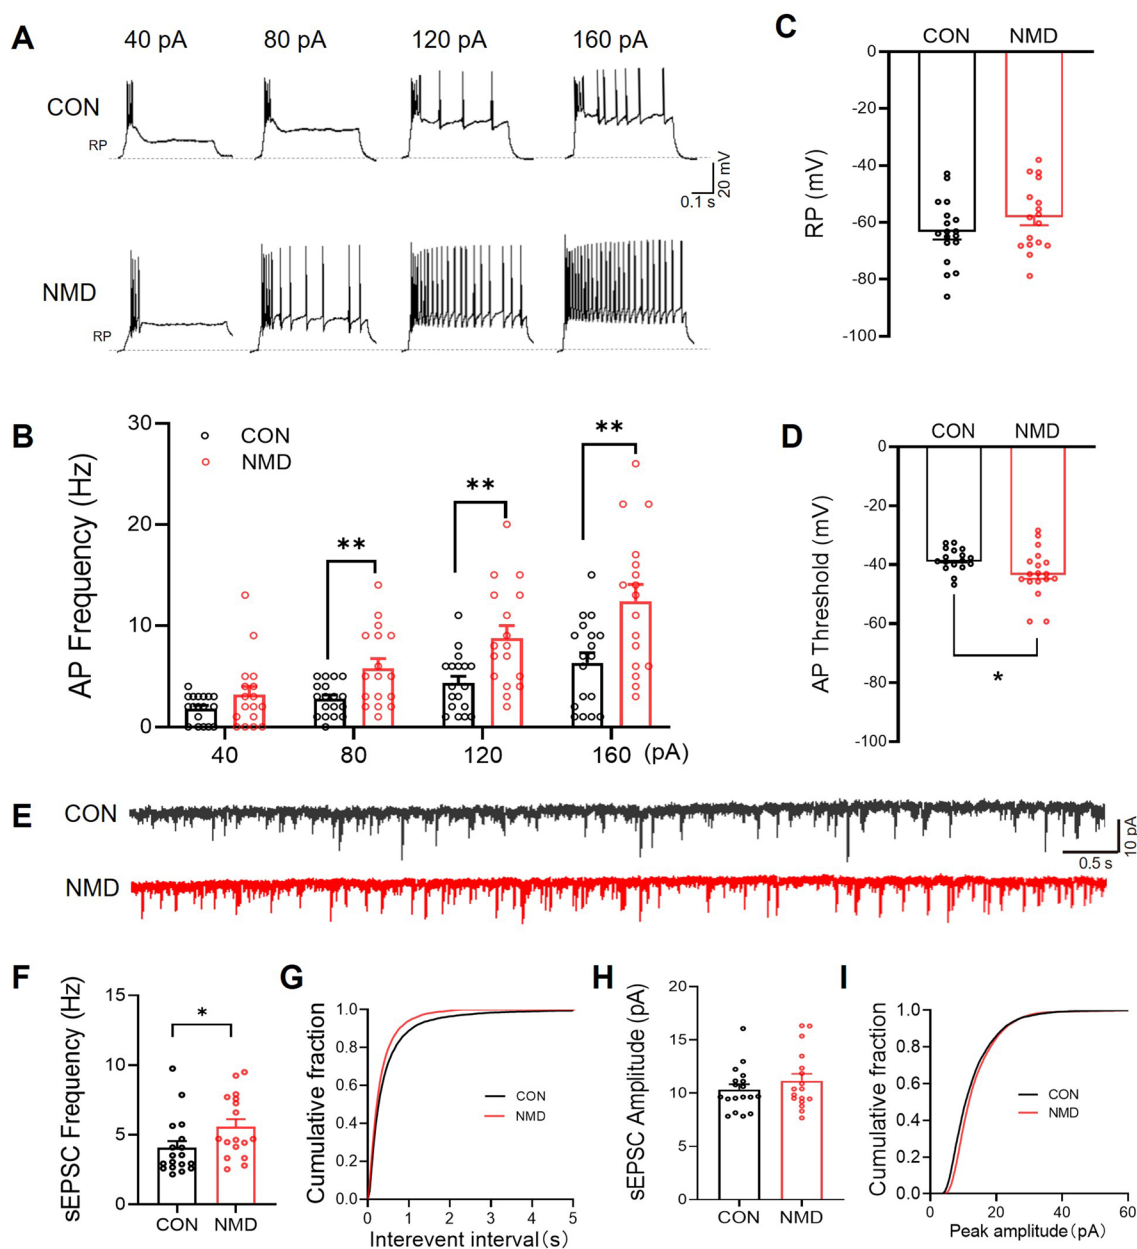 A
40 pA 80 pA 120 pA 160 pA
CON
RP
0.1 s
20 mV
NMD
RP
C
CON NMD
RP (mV)
0
-20
-40
-60
-80
-100
B
AP Frequency (Hz)
30
20
10
0
CON
NMD
**
**
**
40 80 120 160 (pA)
D
CON NMD
AP Threshold (mV)
0
-20
-40
-60
-80
-100
*
E
CON
10 pA
0.5 s
NMD
F
sEPSC Frequency (Hz)
15
10
5
0
*
CON NMD
G
Cumulative fraction
1.0
0.8
0.6
0.4
0.2
0.0
CON
NMD
0 1 2 3 4 5
Interevent interval(s)
H
sEPSC Amplitude (pA)
20
15
10
5
0
CON NMD
I
Cumulative fraction
1.0
0.8
0.6
0.4
0.2
0.0
CON
NMD
0 20 40 60
Peak amplitude(pA)